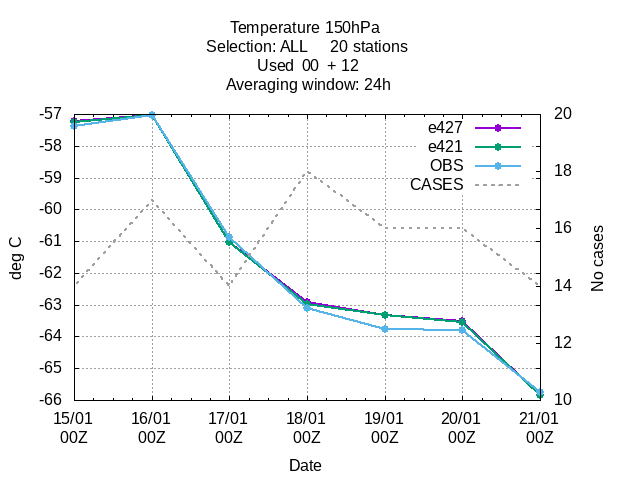 Temperature 150hPa
Selection: ALL 20 stations
Used 00 + 12
Averaging window: 24h
-57
-58
-59
-60
-61
-62
-63
-64
-65
-66
deg C
20
18
16
14
12
10
No cases
e427
e421
OBS
CASES
15/01 16/01 17/01 18/01 19/01 20/01 21/01
00Z 00Z 00Z 00Z 00Z 00Z 00Z
Date